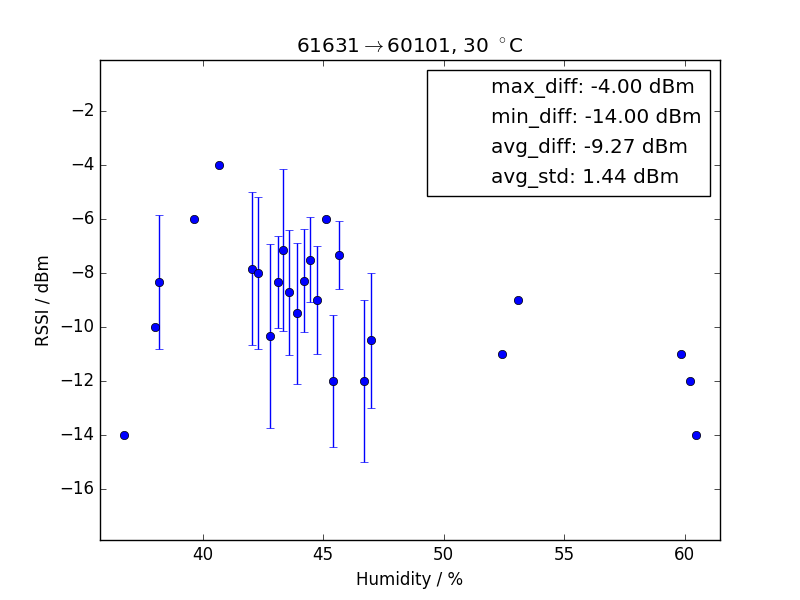 61631→60101, 30 °C
max_diff: -4.00 dBm
min_diff: -14.00 dBm
avg_diff: -9.27 dBm
avg_std: 1.44 dBm
RSSI / dBm
−2
−4
−6
−8
−10
−12
−14
−16
40 45 50 55 60
Humidity / %